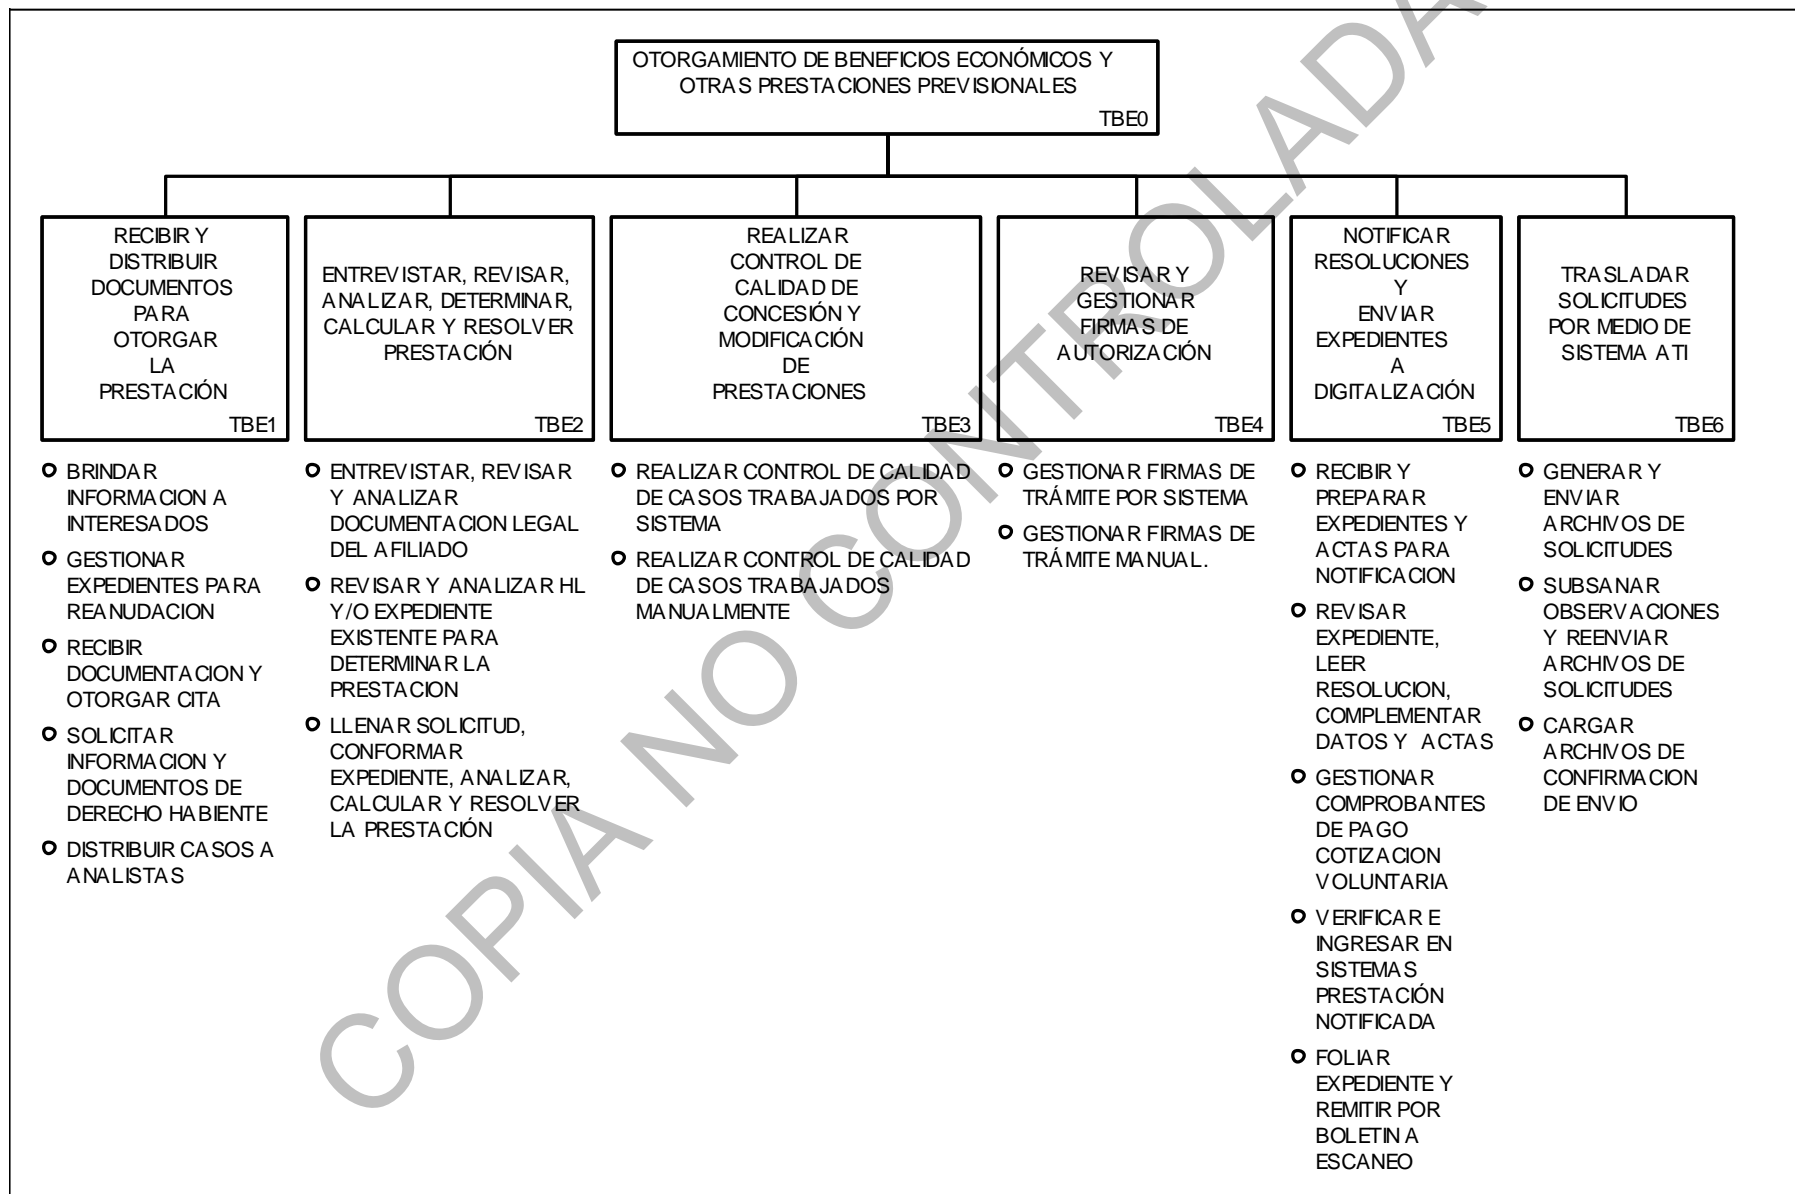 OTORGAMIENTO DE BENEFICIOS ECONÓMICOS Y
OTRAS PRESTACIONES PREVISIONALES
TBE0
RECIBIR Y
DISTRIBUIR
DOCUMENTOS
PARA
OTORGAR
LA
PRESTACIÓN
TBE1
BRINDAR
INFORMACION A
INTERESADOS
GESTIONAR
EXPEDIENTES PARA
REANUDACION
RECIBIR
DOCUMENTACION Y
OTORGAR CITA
SOLICITAR
INFORMACION Y
DOCUMENTOS DE
DERECHO HABIENTE
DISTRIBUIR CASOS A
ANALISTAS
ENTREVISTAR, REVISAR,
ANALIZAR, DETERMINAR,
CALCULAR Y RESOLVER
PRESTACIÓN
TBE2
ENTREVISTAR, REVISAR
Y ANALIZAR
DOCUMENTACION LEGAL
DEL AFILIADO
REVISAR Y ANALIZAR HL
Y/O EXPEDIENTE
EXISTENTE PARA
DETERMINAR LA
PRESTACION
LLENAR SOLICITUD,
CONFORMAR
EXPEDIENTE, ANALIZAR,
CALCULAR Y RESOLVER
LA PRESTACIÓN
REALIZAR
CONTROL DE
CALIDAD DE
CONCESIÓN Y
MODIFICACIÓN
DE
PRESTACIONES
TBE3
REALIZAR CONTROL DE CALIDAD
DE CASOS TRABAJADOS POR
SISTEMA
REALIZAR CONTROL DE CALIDAD
DE CASOS TRABAJADOS
MANUALMENTE
REVISAR Y
GESTIONAR
FIRMAS DE
AUTORIZACIÓN
TBE4
GESTIONAR FIRMAS DE
TRÁMITE POR SISTEMA
GESTIONAR FIRMAS DE
TRÁMITE MANUAL.
NOTIFICAR
RESOLUCIONES
Y
ENVIAR
EXPEDIENTES
A
DIGITALIZACIÓN
TBE5
RECIBIR Y
PREPARAR
EXPEDIENTES Y
ACTAS PARA
NOTIFICACION
REVISAR
EXPEDIENTE,
LEER
RESOLUCION,
COMPLEMENTAR
DATOS Y ACTAS
GESTIONAR
COMPROBANTES
DE PAGO
COTIZACION
VOLUNTARIA
VERIFICAR E
INGRESAR EN
SISTEMAS
PRESTACIÓN
NOTIFICADA
FOLIAR
EXPEDIENTE Y
REMITIR POR
BOLETIN A
ESCANEO
TRASLADAR
SOLICITUDES
POR MEDIO DE
SISTEMA ATI
TBE6
GENERAR Y
ENVIAR
ARCHIVOS DE
SOLICITUDES
SUBSANAR
OBSERVACIONES
Y REENVIAR
ARCHIVOS DE
SOLICITUDES
CARGAR
ARCHIVOS DE
CONFIRMACION
DE ENVIO
COPIA NO CONTROLADA